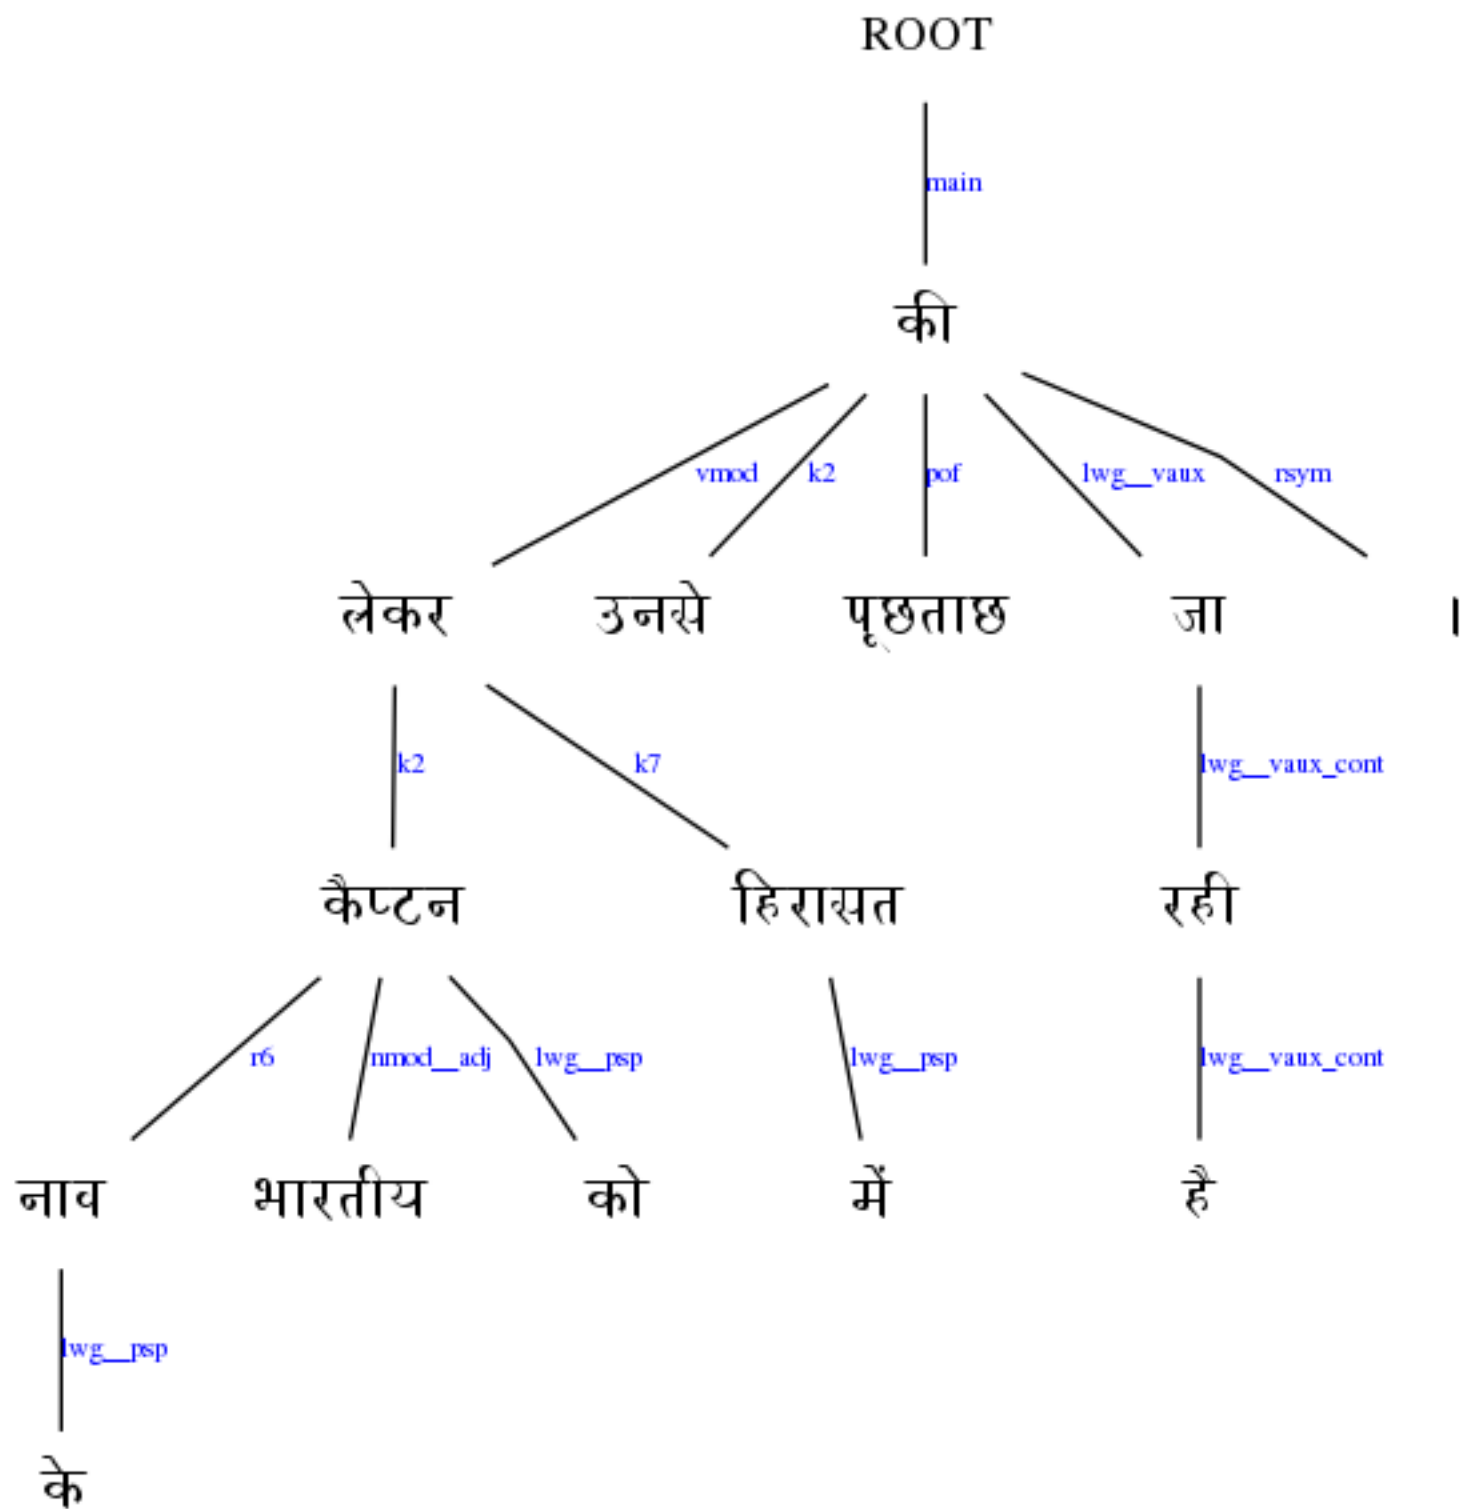 ROOT
main
की
vmod k2 pof lwg__vaux rsym
लेकर उनसे पूछताछ जा ।
k2 k7 lwg__vaux_cont
कैप्टन हिरासत रही
r6 nmod__adj lwg__psp lwg__psp lwg__vaux_cont
नाव भारतीय को में है
lwg__psp
के